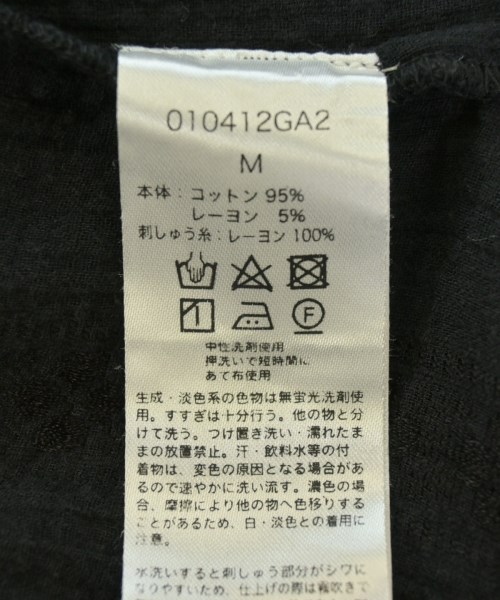 010412GA2
M
本体：コットン 95%
レーヨン 5%
刺しゅう糸：レーヨン 100%
F
中性洗剤使用
押洗いで短時間に
あて布使用
生成・淡色系の色物は無蛍光洗剤使
用。すすぎは十分行う。他の物と分
けて洗う。つけ置き洗い・濡れたま
まの放置禁止。汗・飲料水等の付
着物は、変色の原因となる場合があ
るので速やかに洗い流す。濃色の場
合、摩擦により他の物へ色移りする
ことがあるため、白・淡色との着用に
注意。
水洗いすると刺しゅう部分がシワに
なりやすいため、仕上げの際は霧吹きで